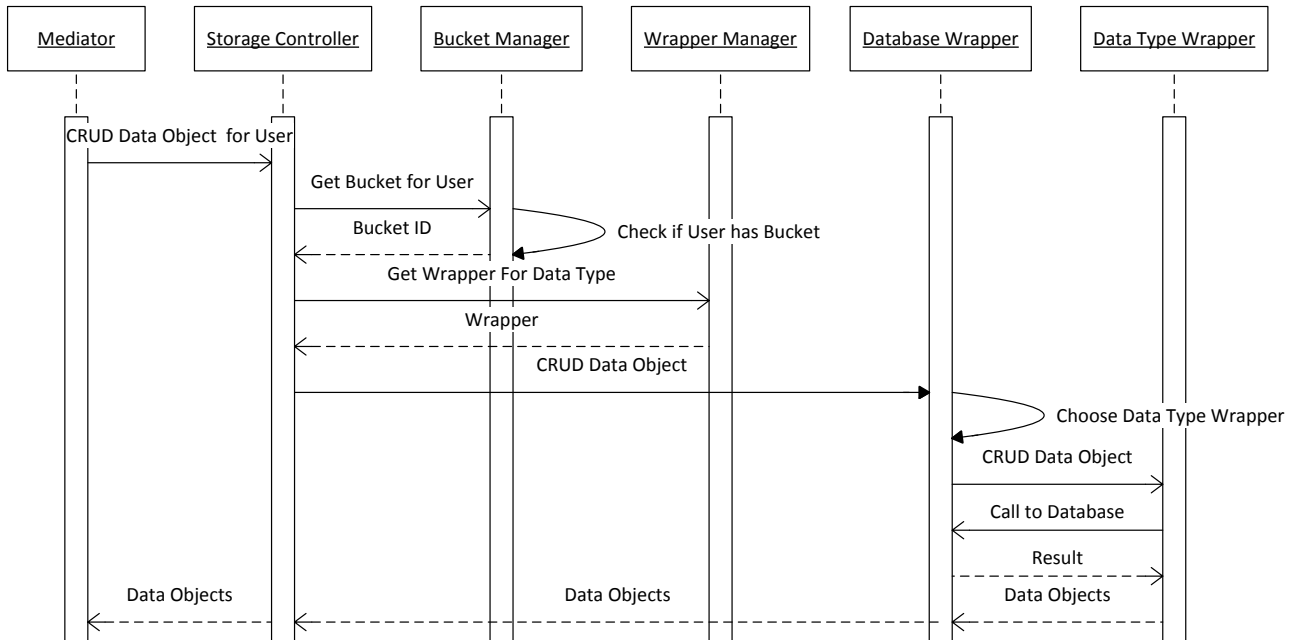 Mediator
Storage Controller
Bucket Manager
Wrapper Manager
Database Wrapper
Data Type Wrapper
CRUD Data Object  for User
Get Bucket for User
Bucket ID
Check if User has Bucket
Get Wrapper For Data Type
Wrapper
CRUD Data Object
Choose Data Type Wrapper
CRUD Data Object
Call to Database
Result
Data Objects
Data Objects
Data Objects